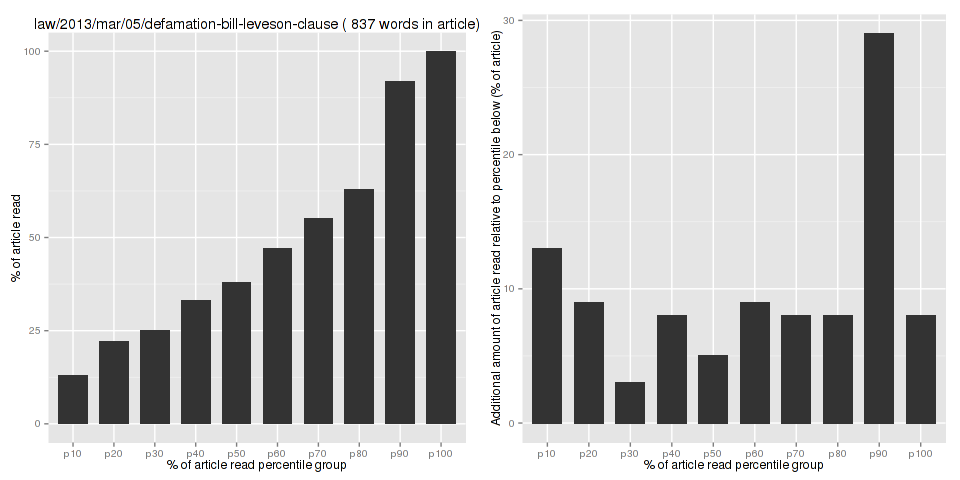 law/2013/mar/05/defamation-bill-leveson-clause ( 837 words in article)
% of article read
100
75
50
25
0
p10 p20 p30 p40 p50 p60 p70 p80 p90 p100
% of article read percentile group
Additional amount of article read relative to percentile below (% of article)
30
20
10
0
p10 p20 p30 p40 p50 p60 p70 p80 p90 p100
% of article read percentile group